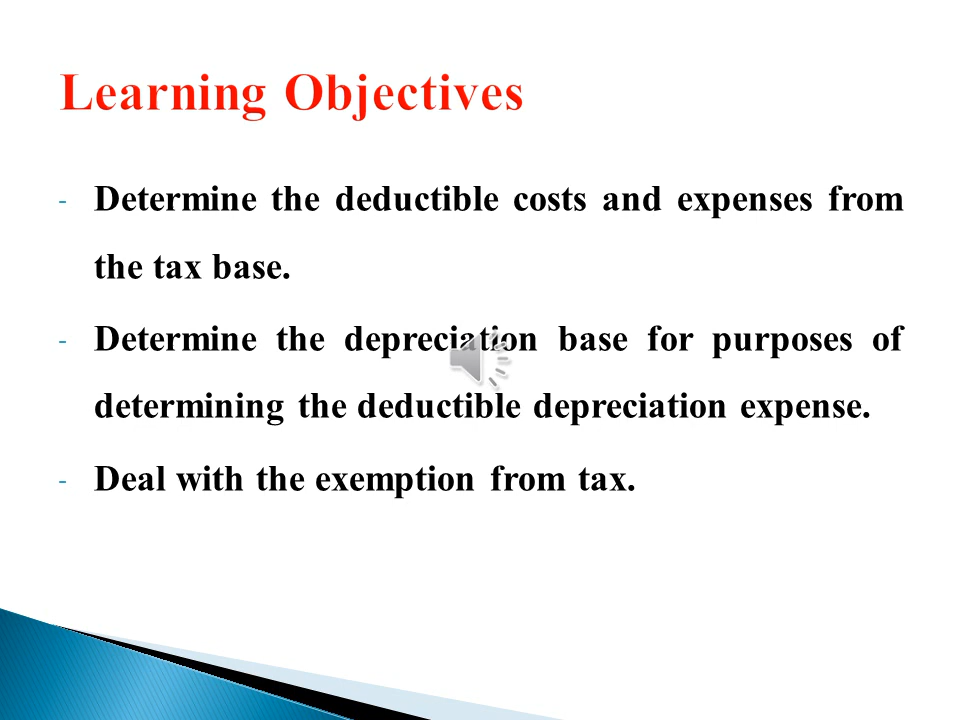 Learning Objectives
- Determine the deductible costs and expenses from
the tax base.
- Determine the depreciation base for purposes of
determining the deductible depreciation expense.
- Deal with the exemption from tax.